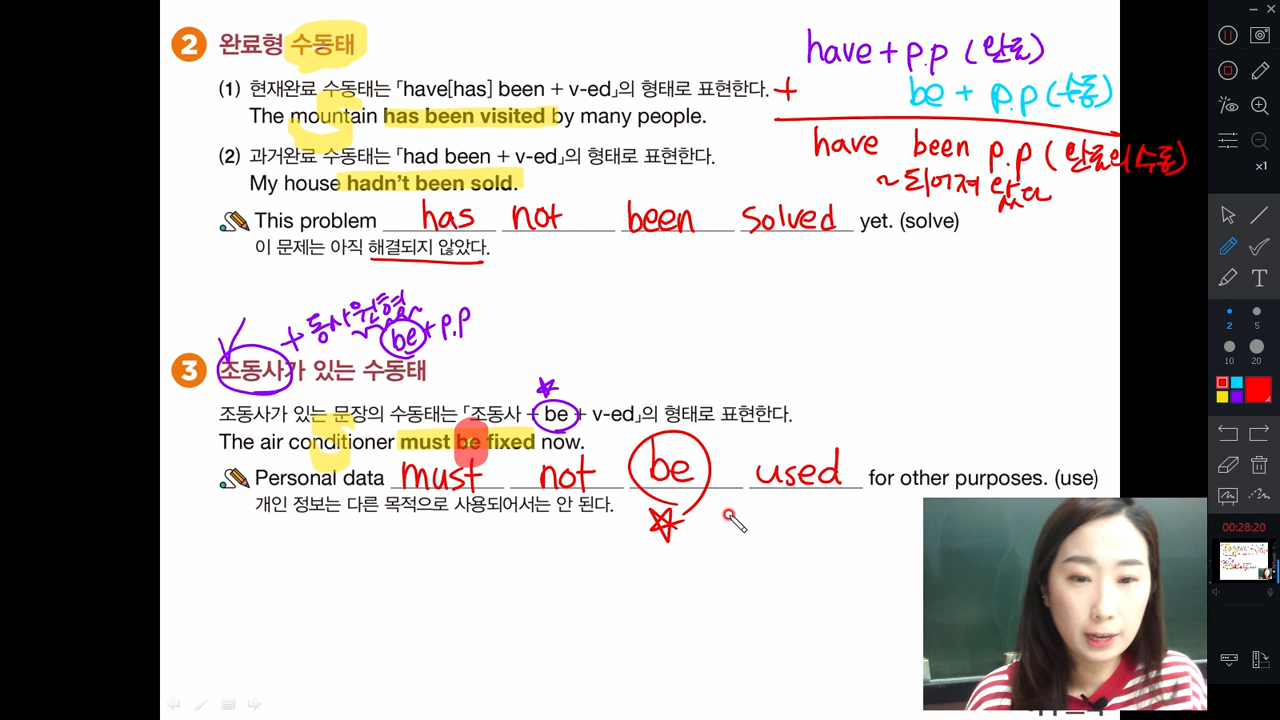 2 완료형 수동태
have + p.p (완료)
(1) 현재완료 수동태는 「have[has] been + v-ed」의 형태로 표현한다.
+ be + p.p (수동)
The mountain has been visited by many people.
have been p.p (완료의 수동)
(2) 과거완료 수동태는 「had been + v-ed」의 형태로 표현한다.
~되어져 왔다
My house hadn't been sold.
This problem has not been solved yet. (solve)
이 문제는 아직 해결되지 않았다.
+ 동사원형
be + p.p
3 조동사가 있는 수동태
조동사가 있는 문장의 수동태는 「조동사 + be + v-ed」의 형태로 표현한다.
The air conditioner must be fixed now.
Personal data must not be used for other purposes. (use)
개인 정보는 다른 목적으로 사용되어서는 안 된다.
x1
T
2 5
10 20
00:28:20